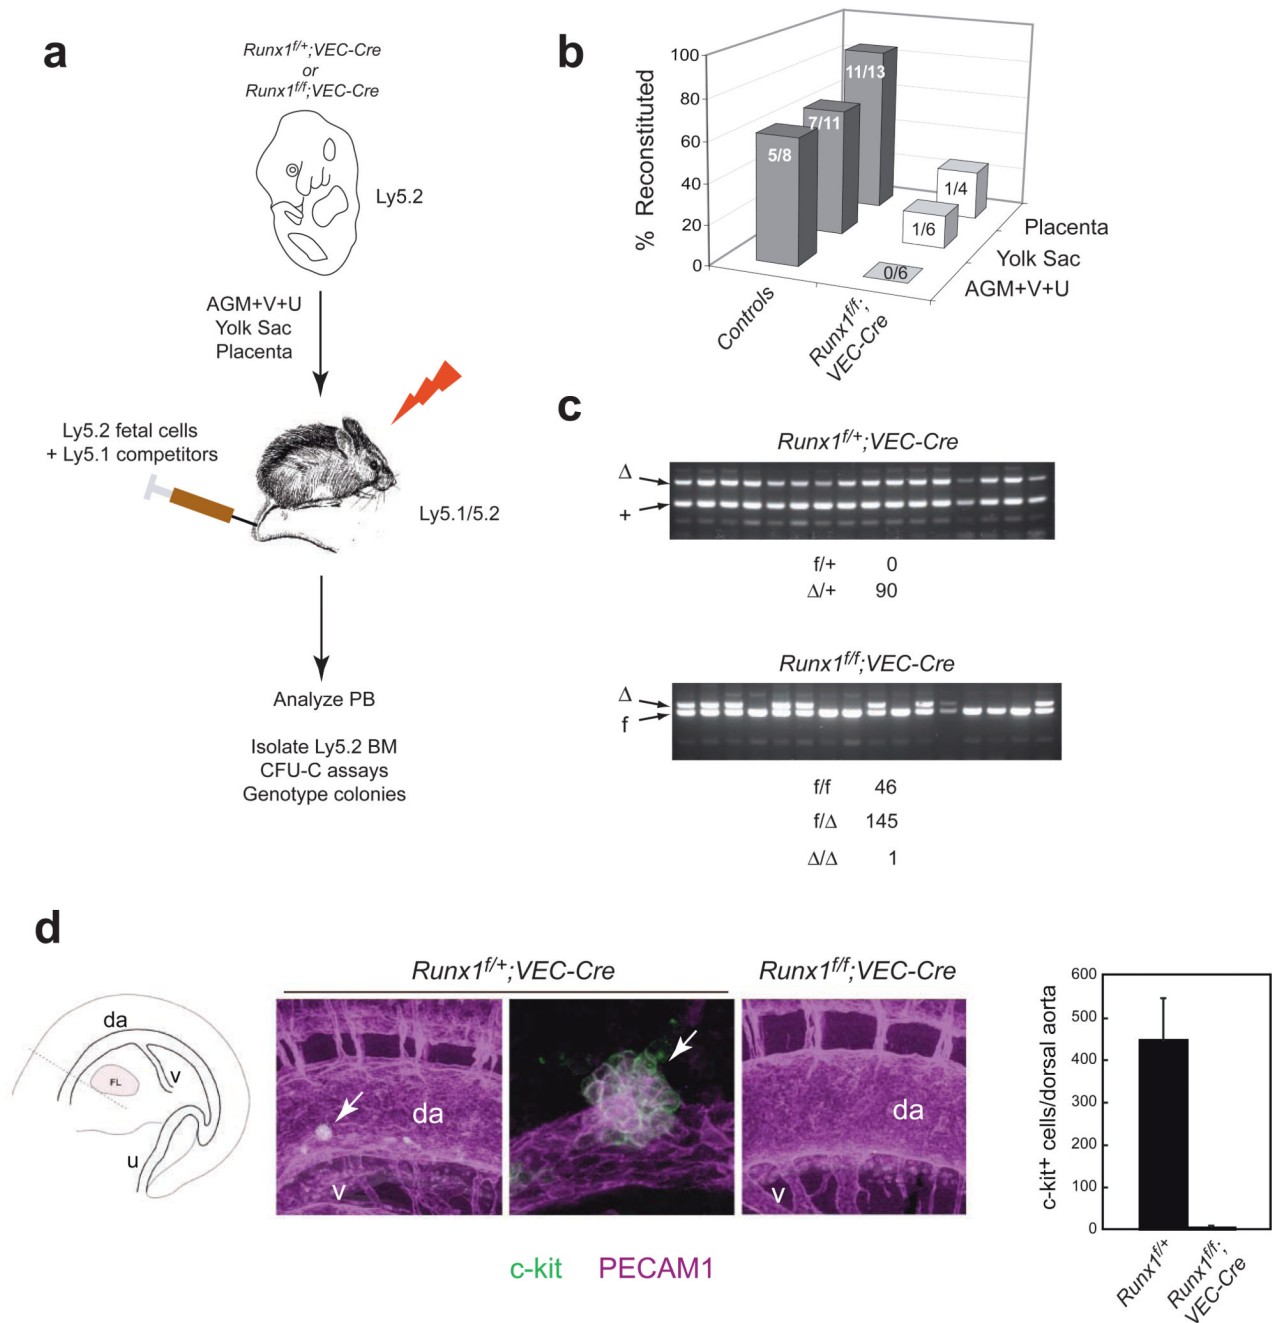 a
Runx1f/+;VEC-Cre
or
Runx1f/f;VEC-Cre
Ly5.2
AGM+V+U
Yolk Sac
Placenta
Ly5.2 fetal cells
+ Ly5.1 competitors
Ly5.1/5.2
Analyze PB
Isolate Ly5.2 BM
CFU-C assays
Genotype colonies
b
% Reconstituted
100
80
60
40
20
0
5/8
7/11
11/13
0/6
1/6
1/4
Placenta
Yolk Sac
AGM+V+U
Controls
Runx1f/f;
VEC-Cre
c
Runx1f/+;VEC-Cre
Δ
+
f/+ 0
Δ/+ 90
Runx1f/f;VEC-Cre
Δ
f
f/f 46
f/Δ 145
Δ/Δ 1
d
da
FL
v
u
Runx1f/+;VEC-Cre
Runx1f/f;VEC-Cre
da
v
da
v
c-kit PECAM1
c-kit+ cells/dorsal aorta
600
500
400
300
200
100
0
Runx1f/+
Runx1f/f;
VEC-Cre